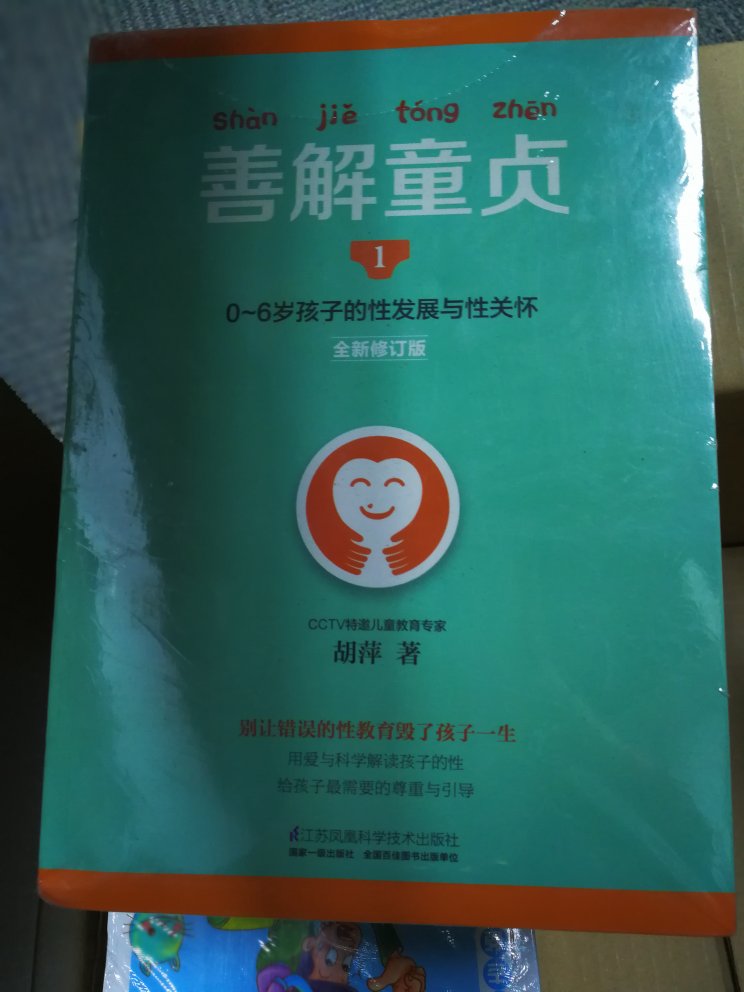 shàn jiě tóng zhēn
善解童贞
1
0~6岁孩子的性发展与性关怀
全新修订版
CCTV特邀儿童教育专家
胡萍 著
别让错误的性教育毁了孩子一生
用爱与科学解读孩子的性
给孩子最需要的尊重与引导
江苏凤凰科学技术出版社
国家一级出版社 全国百佳图书出版单位